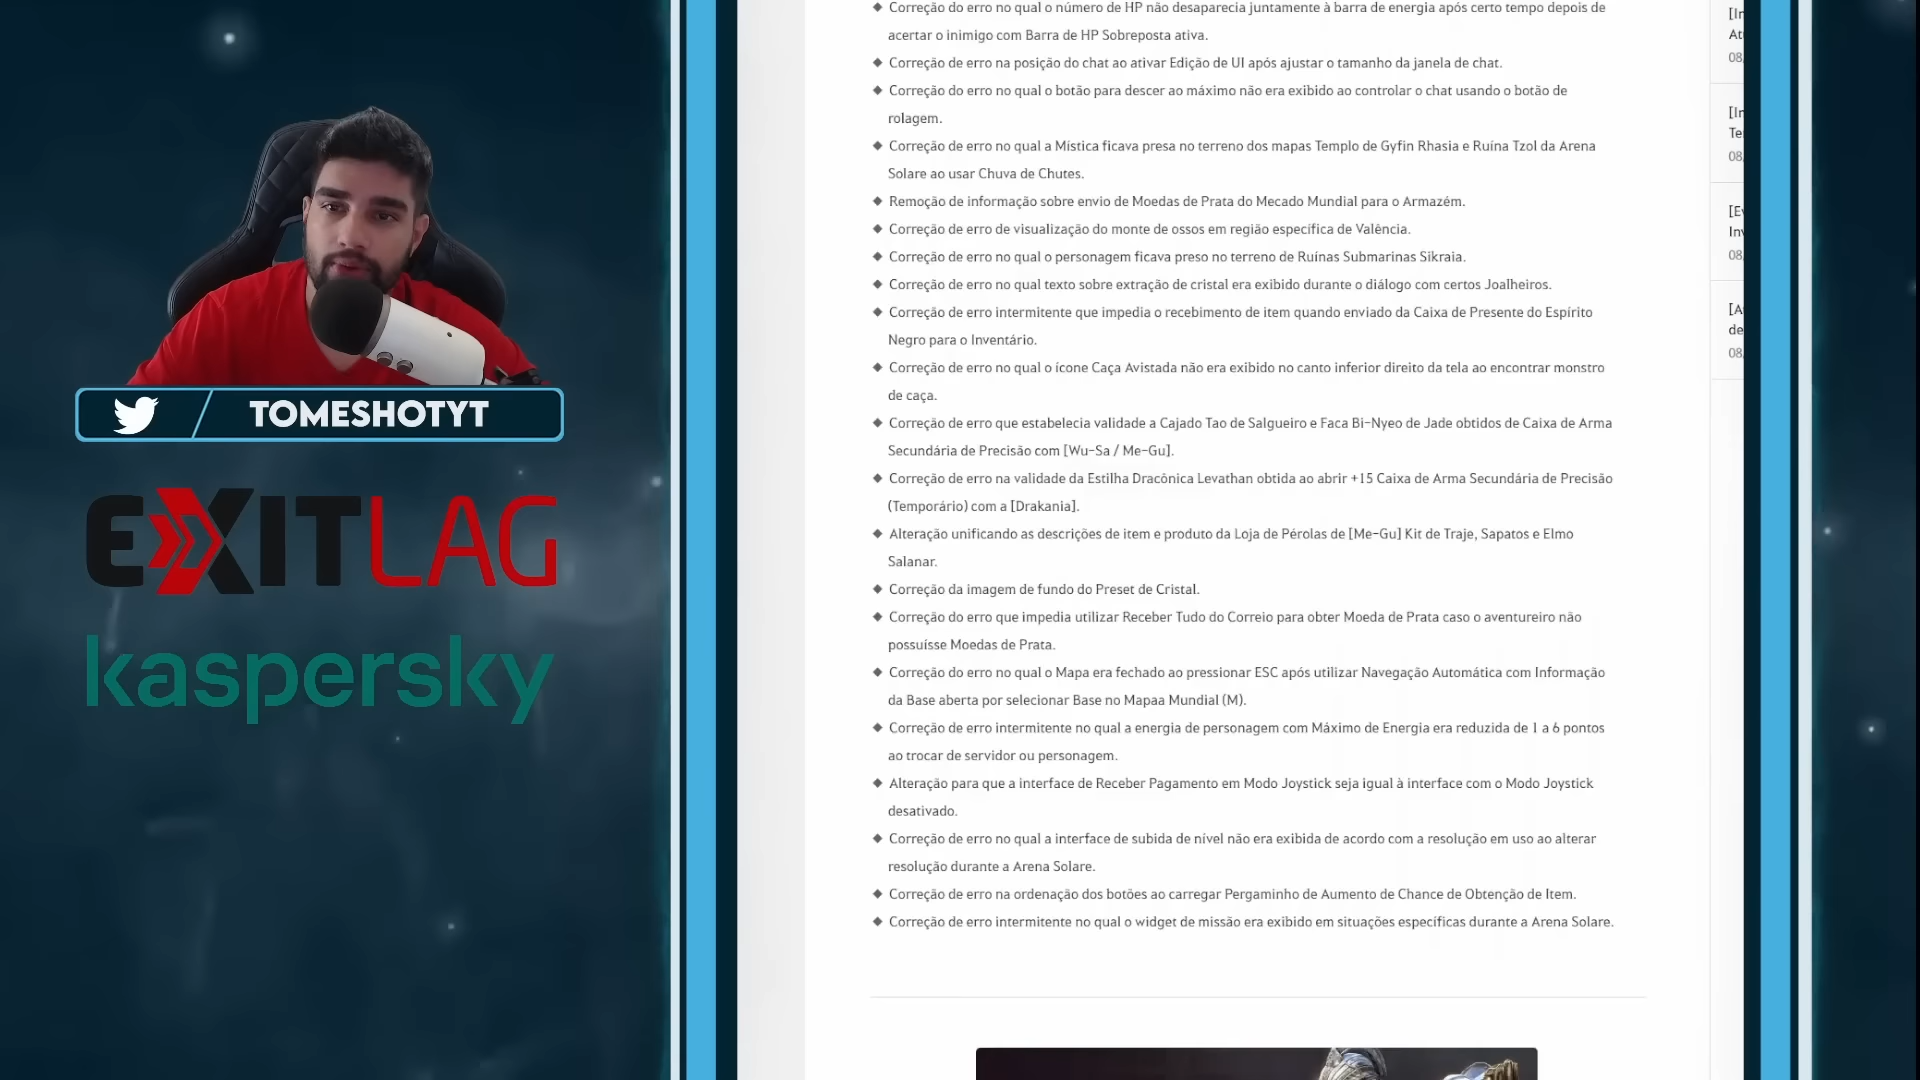 TOMESHOTYT
EXITLAG
kaspersky
◆ Correção do erro no qual o número de HP não desaparecia juntamente à barra de energia após certo tempo depois de
acertar o inimigo com Barra de HP Sobreposta ativa.
◆ Correção de erro na posição do chat ao ativar Edição de UI após ajustar o tamanho da janela de chat.
◆ Correção do erro no qual o botão para descer ao máximo não era exibido ao controlar o chat usando o botão de
rolagem.
◆ Correção de erro no qual a Mística ficava presa no terreno dos mapas Templo de Gyfin Rhasia e Ruína Tzol da Arena
Solare ao usar Chuva de Chutes.
◆ Remoção de informação sobre envio de Moedas de Prata do Mecado Mundial para o Armazém.
◆ Correção de erro de visualização do monte de ossos em região específica de Valência.
◆ Correção de erro no qual o personagem ficava preso no terreno de Ruínas Submarinas Sikraia.
◆ Correção de erro no qual texto sobre extração de cristal era exibido durante o diálogo com certos Joalheiros.
◆ Correção de erro intermitente que impedia o recebimento de item quando enviado da Caixa de Presente do Espírito
Negro para o Inventário.
◆ Correção de erro no qual o ícone Caça Avistada não era exibido no canto inferior direito da tela ao encontrar monstro
de caça.
◆ Correção de erro que estabelecia validade a Cajado Tao de Salgueiro e Faca Bi-Nyeo de Jade obtidos de Caixa de Arma
Secundária de Precisão com [Wu-Sa / Me-Gu].
◆ Correção de erro na validade da Estilha Dracônica Levathan obtida ao abrir +15 Caixa de Arma Secundária de Precisão
(Temporário) com a [Drakania].
◆ Alteração unificando as descrições de item e produto da Loja de Pérolas de [Me-Gu] Kit de Traje, Sapatos e Elmo
Salanar.
◆ Correção da imagem de fundo do Preset de Cristal.
◆ Correção do erro que impedia utilizar Receber Tudo do Correio para obter Moeda de Prata caso o aventureiro não
possuísse Moedas de Prata.
◆ Correção do erro no qual o Mapa era fechado ao pressionar ESC após utilizar Navegação Automática com Informação
da Base aberta por selecionar Base no Mapaa Mundial (M).
◆ Correção de erro intermitente no qual a energia de personagem com Máximo de Energia era reduzida de 1 a 6 pontos
ao trocar de servidor ou personagem.
◆ Alteração para que a interface de Receber Pagamento em Modo Joystick seja igual à interface com o Modo Joystick
desativado.
◆ Correção de erro no qual a interface de subida de nível não era exibida de acordo com a resolução em uso ao alterar
resolução durante a Arena Solare.
◆ Correção de erro na ordenação dos botões ao carregar Pergaminho de Aumento de Chance de Obtenção de Item.
◆ Correção de erro intermitente no qual o widget de missão era exibido em situações específicas durante a Arena Solare.
08
08
08
de
08